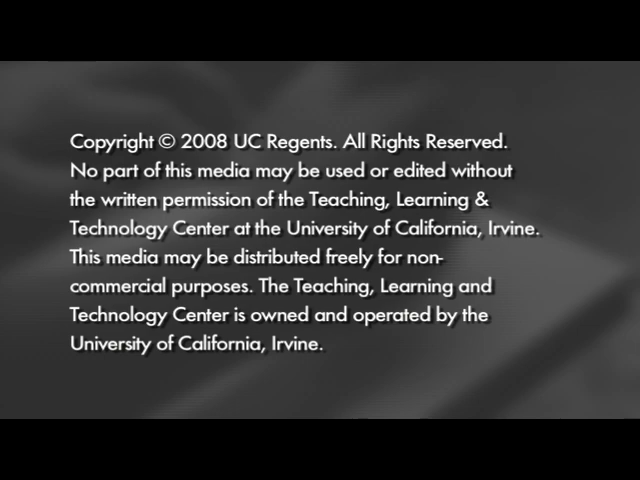 Copyright © 2008 UC Regents. All Rights Reserved.
No part of this media may be used or edited without
the written permission of the Teaching, Learning &
Technology Center at the University of California, Irvine.
This media may be distributed freely for non-
commercial purposes. The Teaching, Learning and
Technology Center is owned and operated by the
University of California, Irvine.